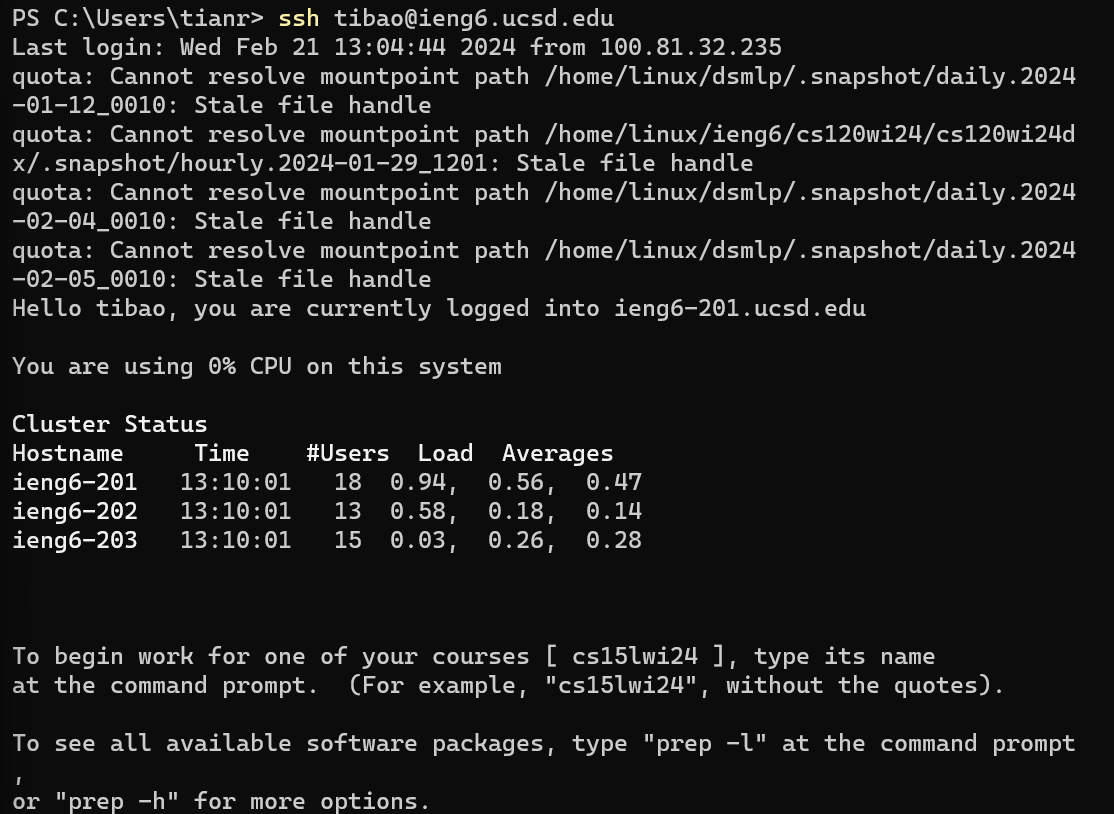 PS C:\Users\tianr> ssh tibao@ieng6.ucsd.edu
Last login: Wed Feb 21 13:04:44 2024 from 100.81.32.235
quota: Cannot resolve mountpoint path /home/linux/dsmlp/.snapshot/daily.2024
-01-12_0010: Stale file handle
quota: Cannot resolve mountpoint path /home/linux/ieng6/cs120wi24/cs120wi24d
x/.snapshot/hourly.2024-01-29_1201: Stale file handle
quota: Cannot resolve mountpoint path /home/linux/dsmlp/.snapshot/daily.2024
-02-04_0010: Stale file handle
quota: Cannot resolve mountpoint path /home/linux/dsmlp/.snapshot/daily.2024
-02-05_0010: Stale file handle
Hello tibao, you are currently logged into ieng6-201.ucsd.edu

You are using 0% CPU on this system

Cluster Status
Hostname     Time    #Users  Load  Averages
ieng6-201   13:10:01   18  0.94,  0.56,  0.47
ieng6-202   13:10:01   13  0.58,  0.18,  0.14
ieng6-203   13:10:01   15  0.03,  0.26,  0.28

To begin work for one of your courses [ cs15lwi24 ], type its name
at the command prompt.  (For example, "cs15lwi24", without the quotes).

To see all available software packages, type "prep -l" at the command prompt
,
or "prep -h" for more options.